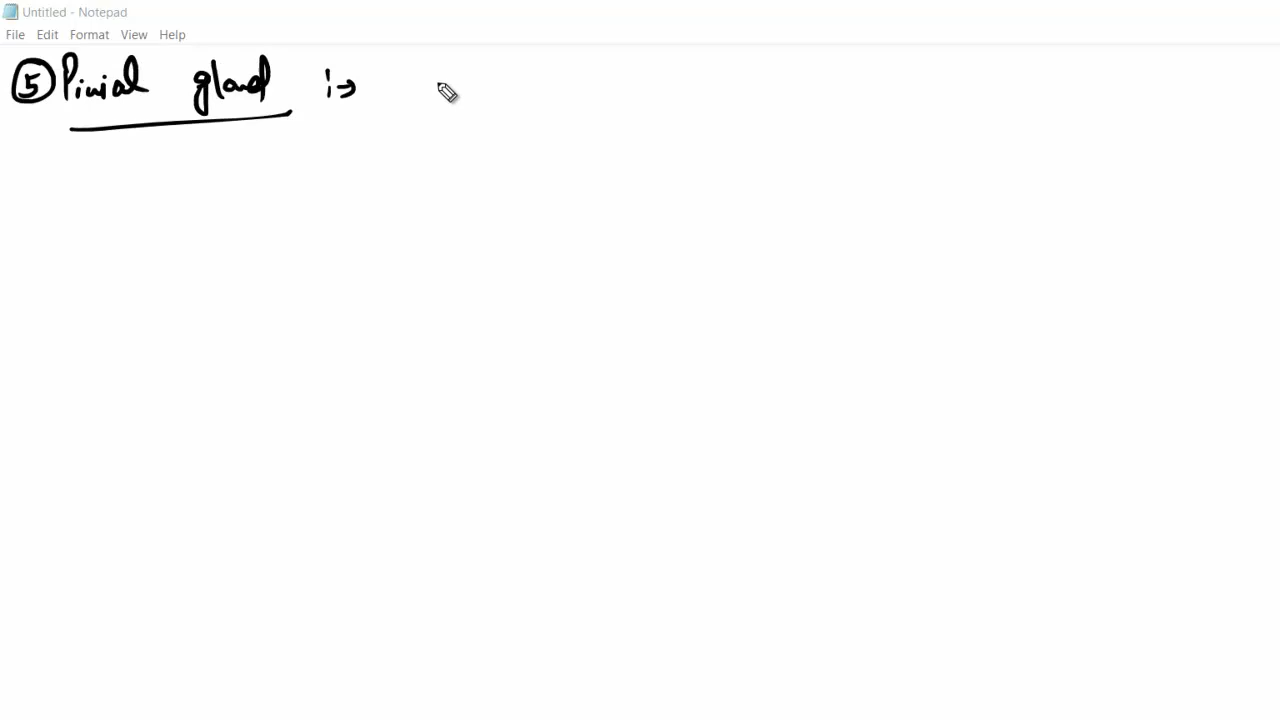 Untitled - Notepad
File Edit Format View Help
⑤ Pinial gland :->